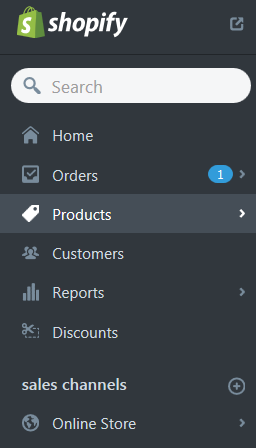 shopify
Search
Home
Orders 1
Products
Customers
Reports
Discounts
sales channels
Online Store